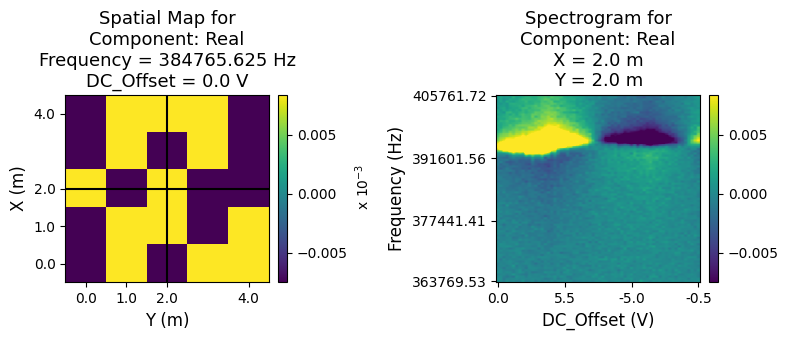 Spatial Map for
Component: Real
Frequency = 384765.625 Hz
DC_Offset = 0.0 V
4.0
2.0
1.0
0.0
X (m)
0.0 1.0 2.0 4.0
Y (m)
0.005
0.000
−0.005
x 10⁻³
Spectrogram for
Component: Real
X = 2.0 m
Y = 2.0 m
405761.72
391601.56
377441.41
363769.53
Frequency (Hz)
0.0 5.5 -5.0 -0.5
DC_Offset (V)
0.005
0.000
−0.005